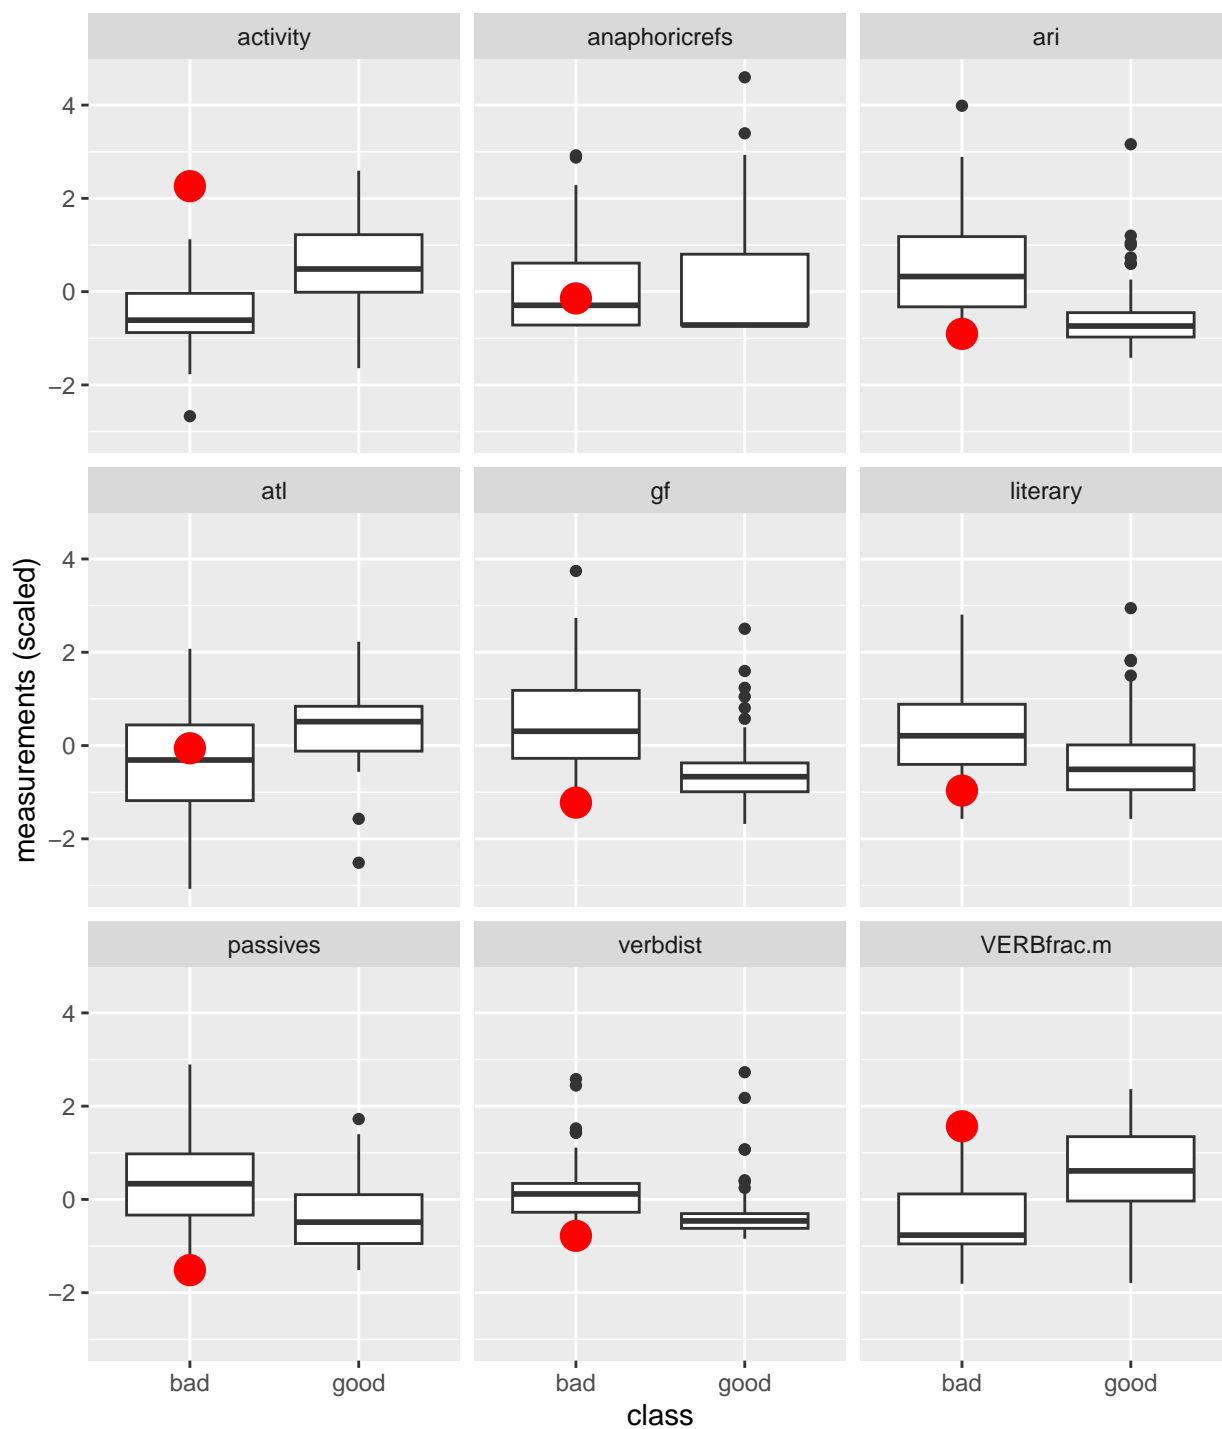 activity anaphoricrefs ari
4
2
0
−2
atl gf literary
4
2
0
−2
measurements (scaled)
passives verbdist VERBfrac.m
4
2
0
−2
bad good bad good bad good
class